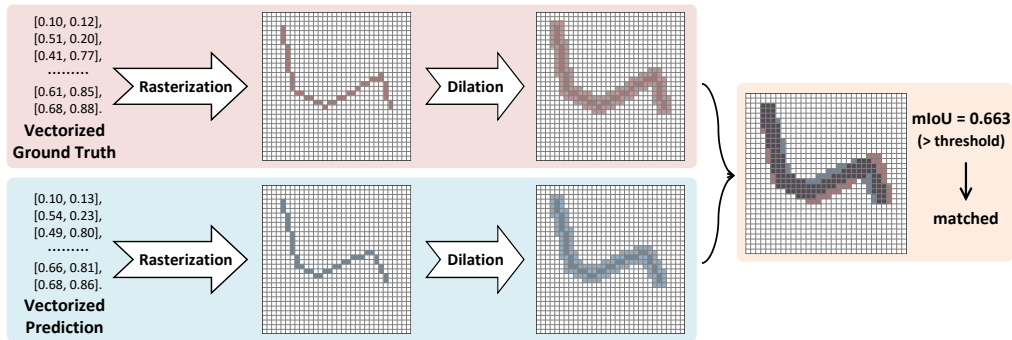 [0.10, 0.12],
[0.51, 0.20],
[0.41, 0.77],
.........
[0.61, 0.85],
[0.68, 0.88].
Vectorized
Ground Truth
Rasterization
Dilation
[0.10, 0.13],
[0.54, 0.23],
[0.49, 0.80],
.........
[0.66, 0.81],
[0.68, 0.86].
Vectorized
Prediction
Rasterization
Dilation
mIoU = 0.663
(> threshold)
matched